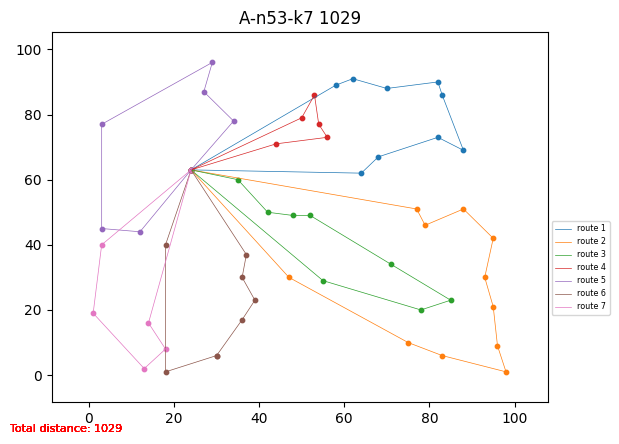 A-n53-k7 1029
100
80
60
40
20
0
0 20 40 60 80 100
route 1
route 2
route 3
route 4
route 5
route 6
route 7
Total distance: 1029